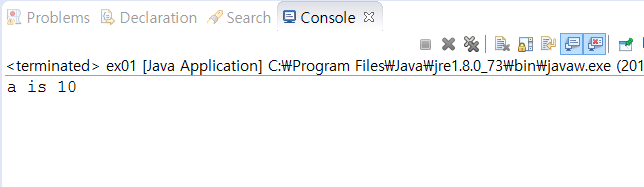 Problems Declaration Search Console
<terminated> ex01 [Java Application] C:₩Program Files₩Java₩jre1.8.0_73₩bin₩javaw.exe (201
a is 10